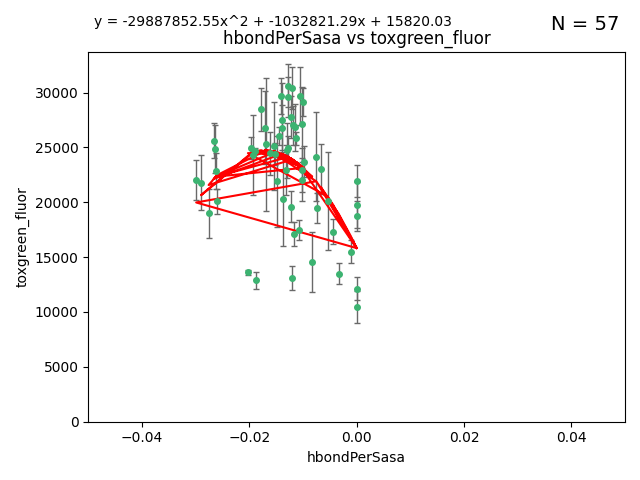 y = -29887852.55x^2 + -1032821.29x + 15820.03
N = 57
hbondPerSasa vs toxgreen_fluor
30000
25000
20000
15000
10000
5000
0
toxgreen_fluor
−0.04
−0.02
0.00
0.02
0.04
hbondPerSasa